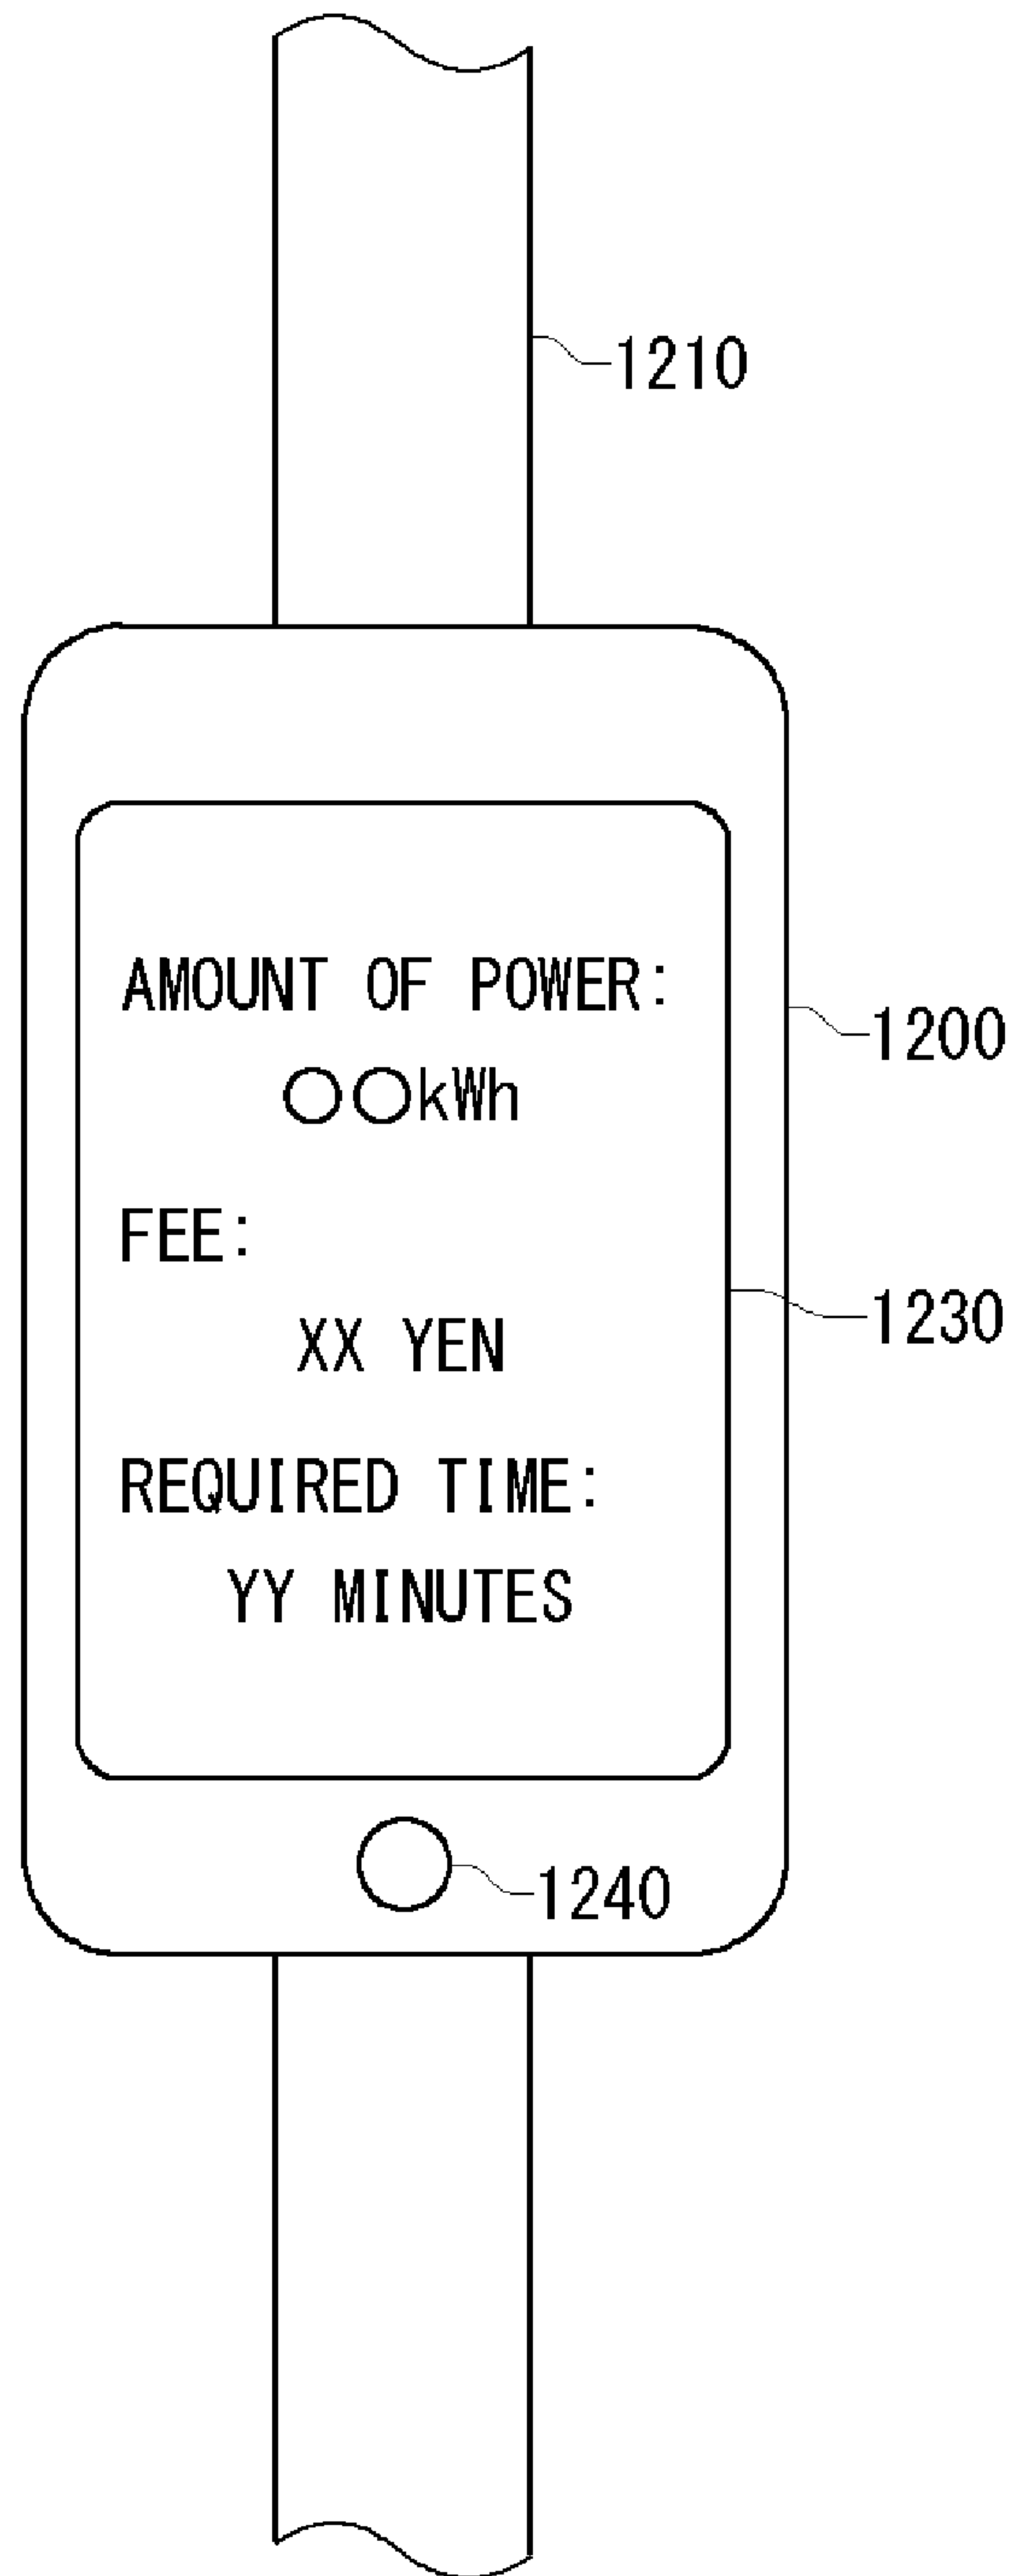 1210
AMOUNT OF POWER:
1200
○○kWh
FEE:
1230
XX YEN
REQUIRED TIME:
YY MINUTES
1240